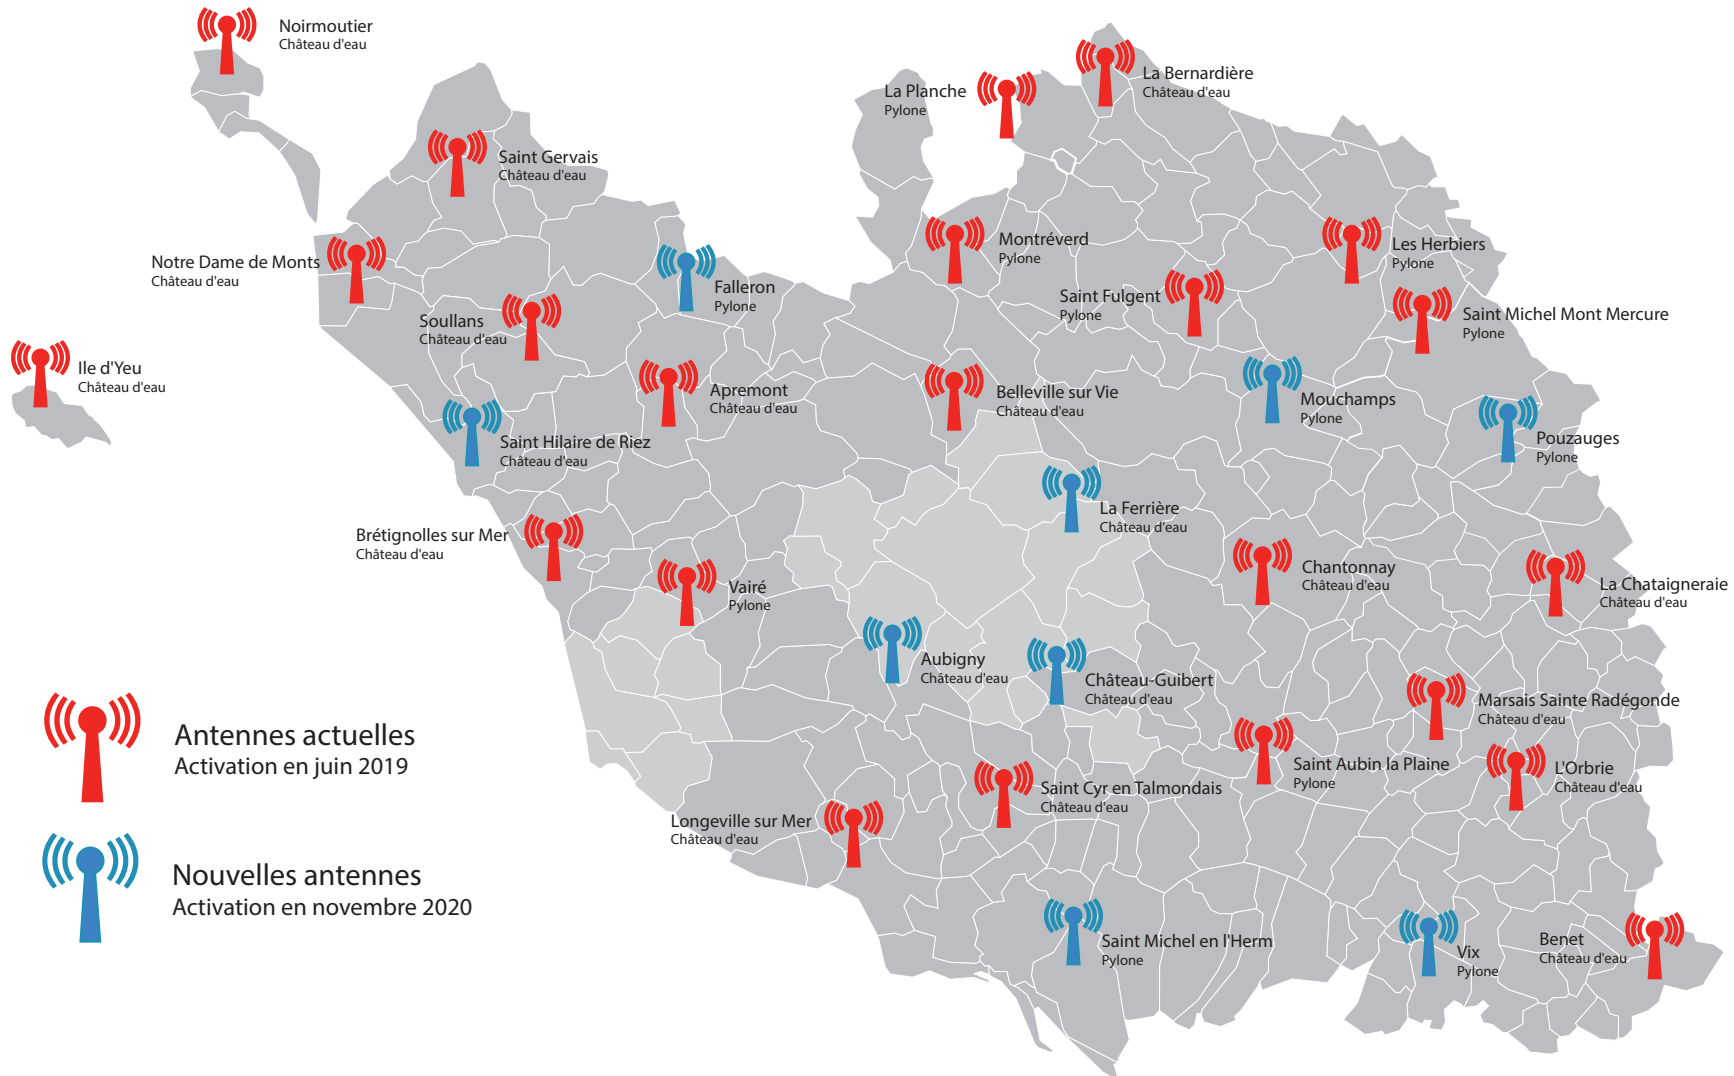 Noirmoutier
Château d'eau
La Bernardière
Château d'eau
La Planche
Pylone
Saint Gervais
Château d'eau
Montréverd
Pylone
Les Herbiers
Pylone
Notre Dame de Monts
Château d'eau
Falleron
Pylone
Saint Fulgent
Pylone
Saint Michel Mont Mercure
Pylone
Soullans
Château d'eau
Ile d'Yeu
Château d'eau
Apremont
Château d'eau
Belleville sur Vie
Château d'eau
Mouchamps
Pylone
Pouzauges
Pylone
Saint Hilaire de Riez
Château d'eau
La Ferrière
Château d'eau
Brétignolles sur Mer
Château d'eau
Vairé
Pylone
Chantonnay
Château d'eau
La Chataigneraie
Château d'eau
Aubigny
Château d'eau
Château-Guibert
Château d'eau
Marsais Sainte Radégonde
Château d'eau
Antennes actuelles
Activation en juin 2019
Saint Aubin la Plaine
Pylone
L'Orbrie
Château d'eau
Saint Cyr en Talmondais
Château d'eau
Longeville sur Mer
Château d'eau
Nouvelles antennes
Activation en novembre 2020
Saint Michel en l'Herm
Pylone
Vix
Pylone
Benet
Château d'eau